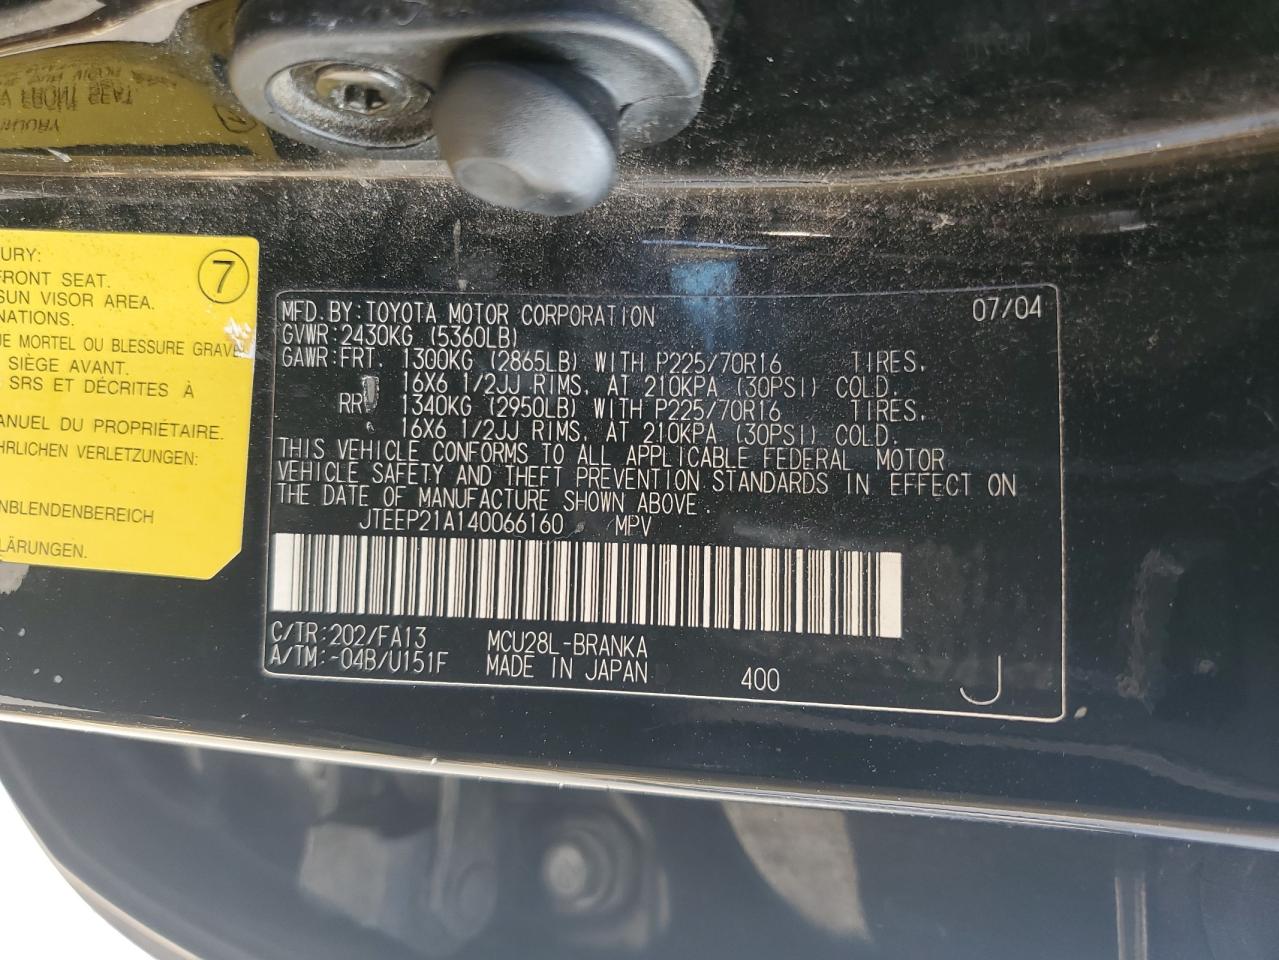 URY:
FRONT SEAT.
SUN VISOR AREA.
NATIONS.
UE MORTEL OU BLESSURE GRAVE
SIÈGE AVANT.
SRS ET DÉCRITES À
ANUEL DU PROPRIÉTAIRE.
HRLICHEN VERLETZUNGEN:
NBLENDENBEREICH
LÄRUNGEN.
7
MFD. BY: TOYOTA MOTOR CORPORATION 07/04
GVWR: 2430KG (5360LB)
GAWR: FRT. 1300KG (2865LB) WITH P225/70R16 TIRES,
16X6 1/2JJ RIMS, AT 210KPA (30PSI) COLD.
RR 1340KG (2950LB) WITH P225/70R16 TIRES,
16X6 1/2JJ RIMS, AT 210KPA (30PSI) COLD.
THIS VEHICLE CONFORMS TO ALL APPLICABLE FEDERAL MOTOR
VEHICLE SAFETY AND THEFT PREVENTION STANDARDS IN EFFECT ON
THE DATE OF MANUFACTURE SHOWN ABOVE.
JTEEP21A140066160 MPV
C/TR: 202/FA13 MCU28L-BRANKA
A/TM: -04B/U151F MADE IN JAPAN 400 J